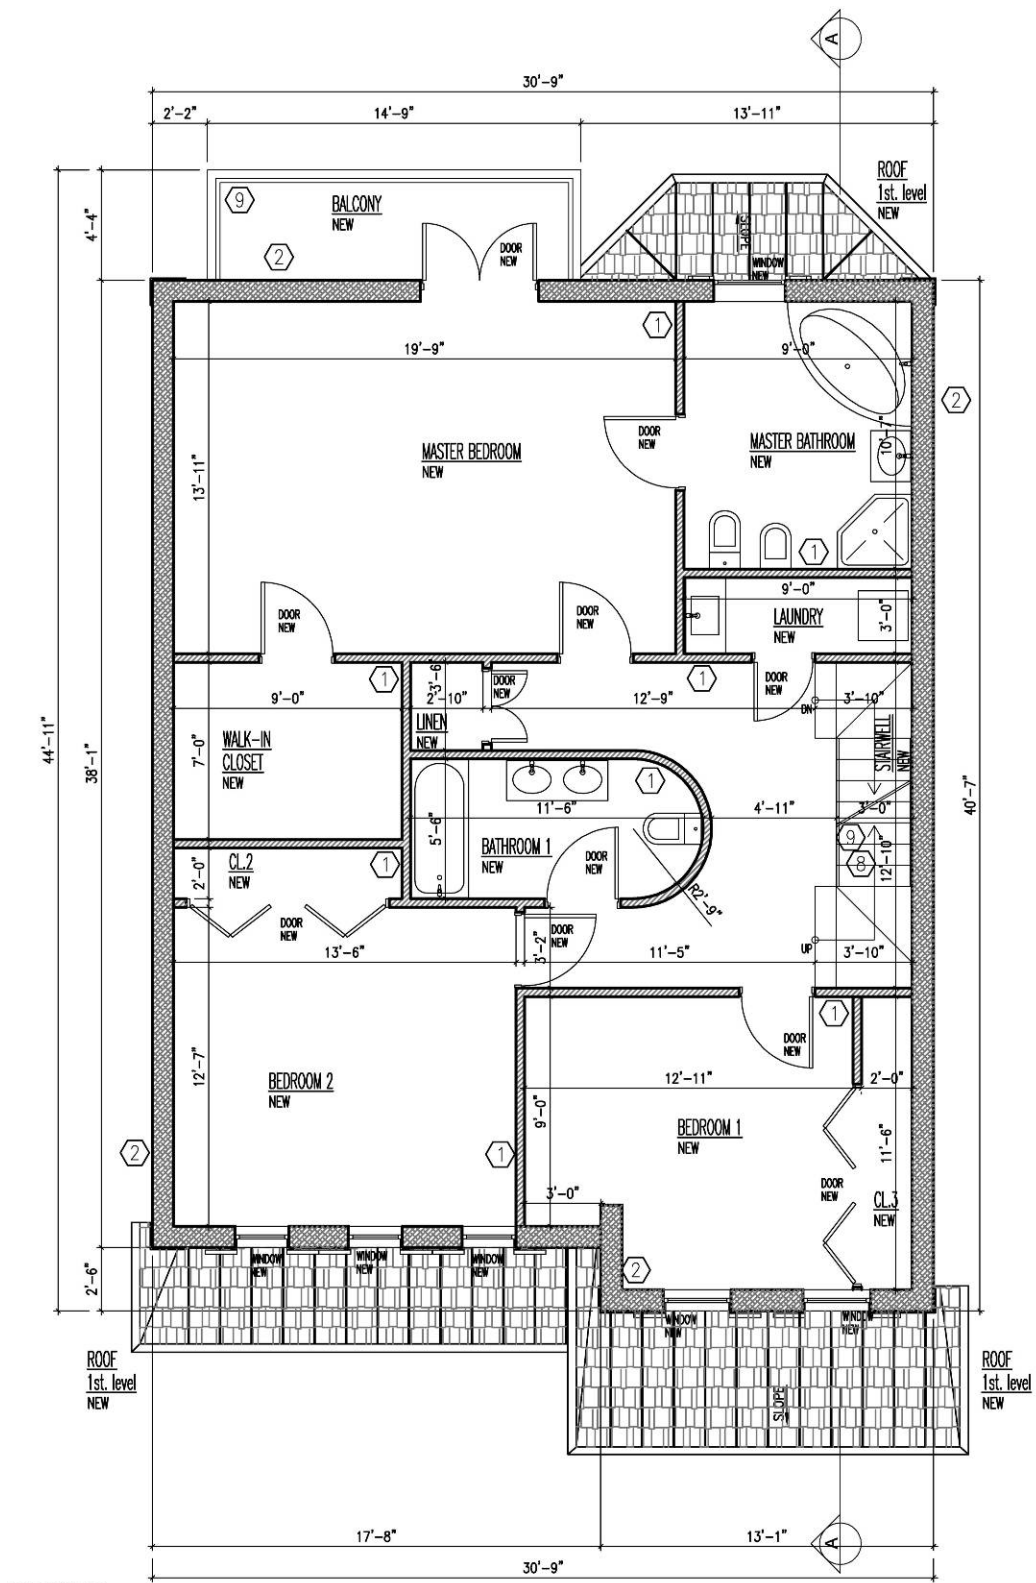 A
30'-9"
2'-2"
14'-9"
13'-11"
ROOF
1st. level
NEW
9
BALCONY
NEW
4'-4"
2
DOOR
NEW
SLOPE
WINDOW
NEW
1
19'-9"
9'-0"
2
DOOR
NEW
MASTER BEDROOM
NEW
MASTER BATHROOM
NEW
10'-7"
13'-11"
1
9'-0"
DOOR
NEW
DOOR
NEW
LAUNDRY
NEW
3'-0"
1
3'-6"
DOOR
NEW
1
DOOR
NEW
9'-0"
2'-10"
12'-9"
3'-10"
DN
LINEN
NEW
STAIRWELL
NEW
44'-11"
38'-1"
7'-0"
WALK-IN
CLOSET
NEW
1
40'-7"
11'-6"
4'-11"
3'-0"
5'-6"
BATHROOM 1
NEW
9
8
12'-10"
CL.2
NEW
1
2'-0"
DOOR
NEW
R2'-9"
DOOR
NEW
DOOR
NEW
3'-2"
13'-6"
11'-5"
UP
3'-10"
1
DOOR
NEW
12'-7"
BEDROOM 2
NEW
12'-11"
2'-0"
9'-0"
BEDROOM 1
NEW
11'-6"
2
1
DOOR
NEW
3'-0"
CL.3
NEW
2
WINDOW
NEW
WINDOW
NEW
WINDOW
NEW
2'-6"
WINDOW
NEW
WINDOW
NEW
ROOF
1st. level
NEW
ROOF
1st. level
NEW
SLOPE
17'-8"
13'-1"
A
30'-9"